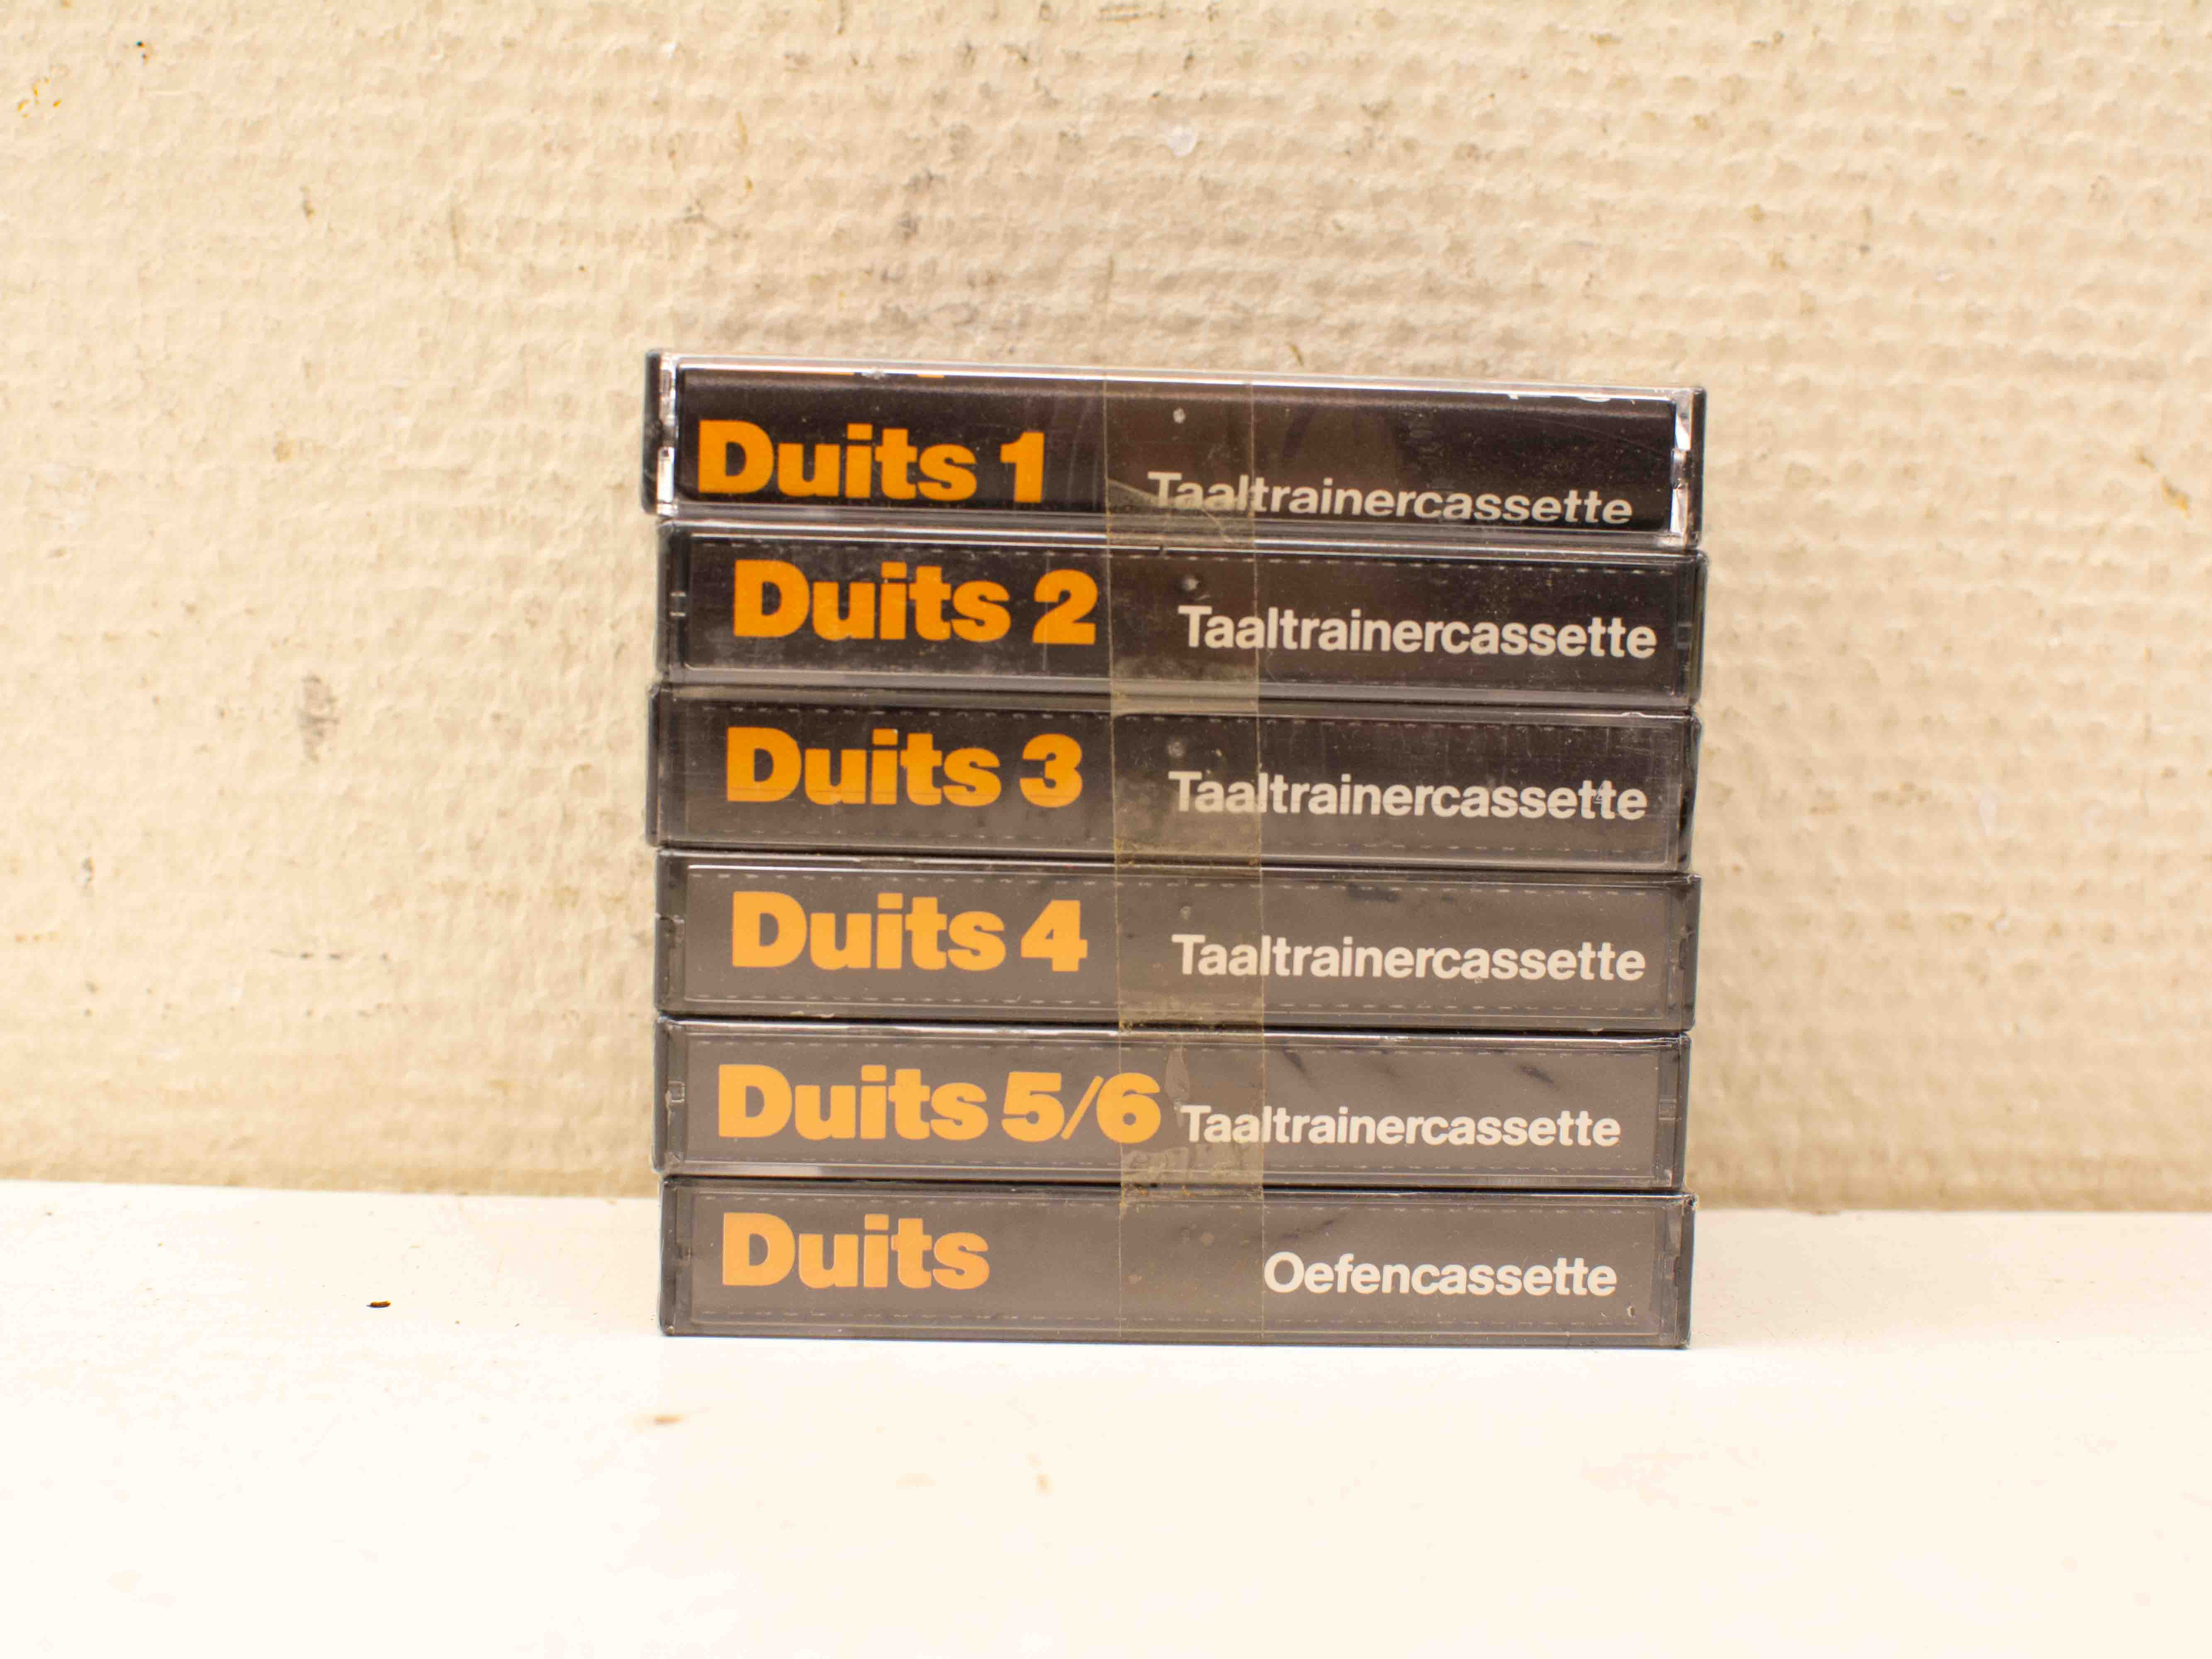 Duits 1 Taaltrainercassette
Duits 2 Taaltrainercassette
Duits 3 Taaltrainercassette
Duits 4 Taaltrainercassette
Duits 5/6 Taaltrainercassette
Duits Oefencassette